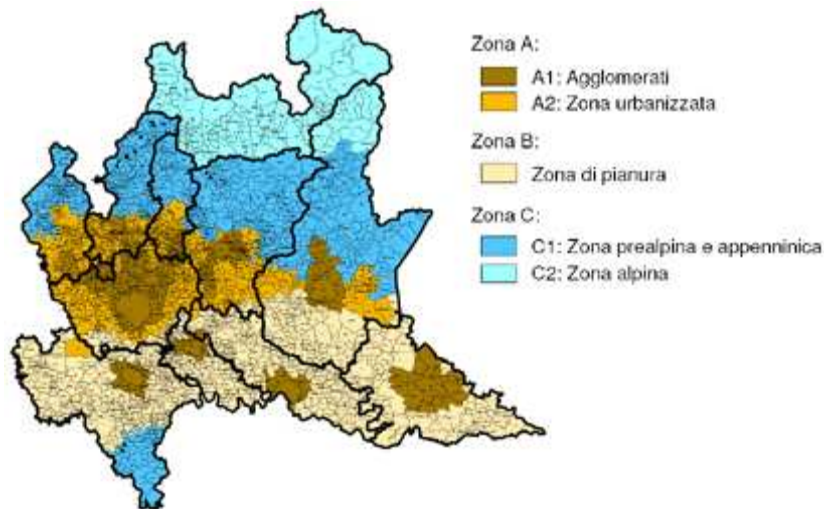 Zona A:
A1: Agglomerati
A2: Zona urbanizzata
Zona B:
Zona di pianura
Zona C:
C1: Zona prealpina e appenninica
C2: Zona alpina